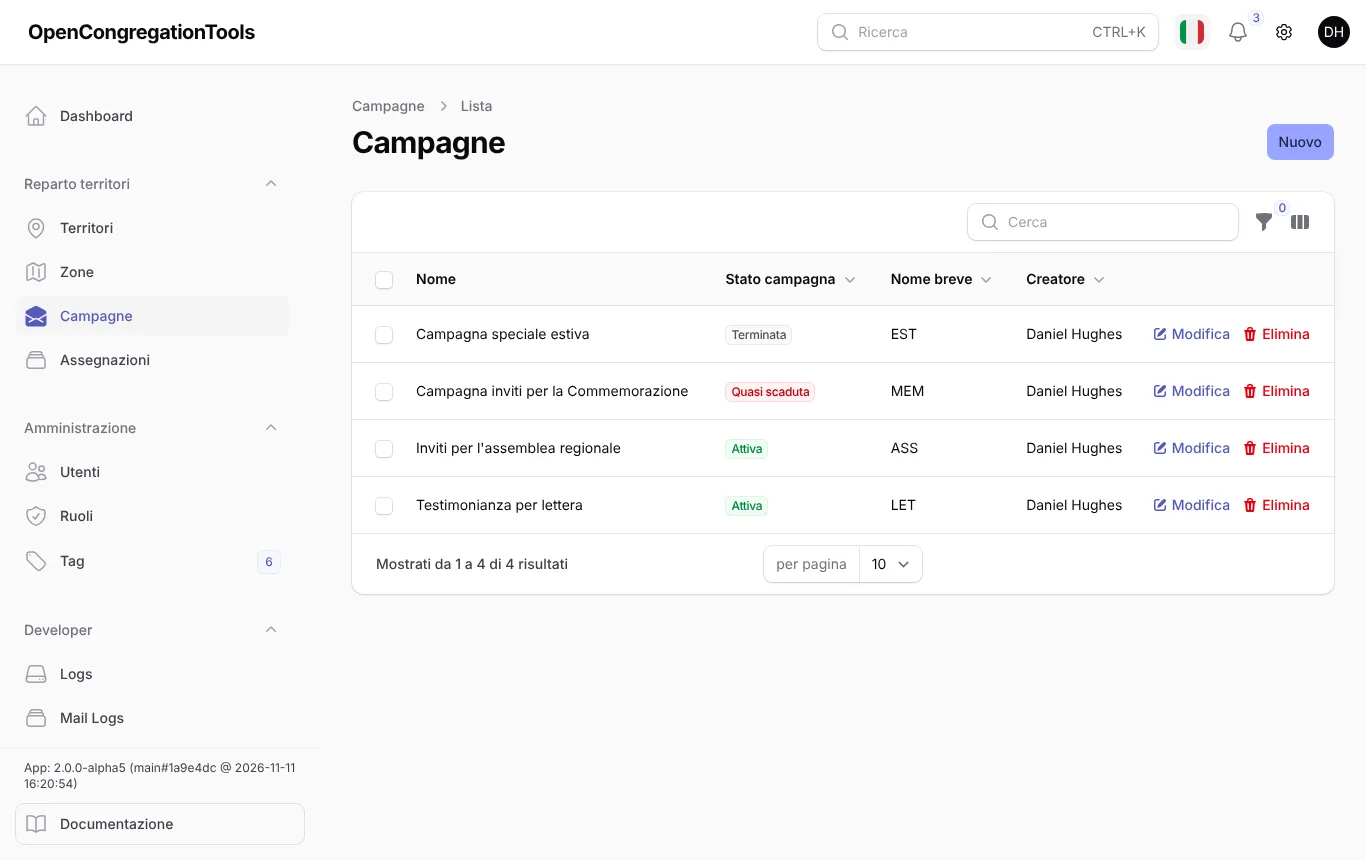 OpenCongregationTools
Ricerca CTRL+K
3
DH
Dashboard
Reparto territori
Territori
Zone
Campagne
Assegnazioni
Amministrazione
Utenti
Ruoli
Tag 6
Developer
Logs
Mail Logs
App: 2.0.0-alpha5 (main#1a9e4dc @ 2026-11-11
16:20:54)
Documentazione
Campagne > Lista
Campagne
Nuovo
Cerca
0
Nome Stato campagna Nome breve Creatore
Campagna speciale estiva Terminata EST Daniel Hughes Modifica Elimina
Campagna inviti per la Commemorazione Quasi scaduta MEM Daniel Hughes Modifica Elimina
Inviti per l'assemblea regionale Attiva ASS Daniel Hughes Modifica Elimina
Testimonianza per lettera Attiva LET Daniel Hughes Modifica Elimina
Mostrati da 1 a 4 di 4 risultati per pagina 10